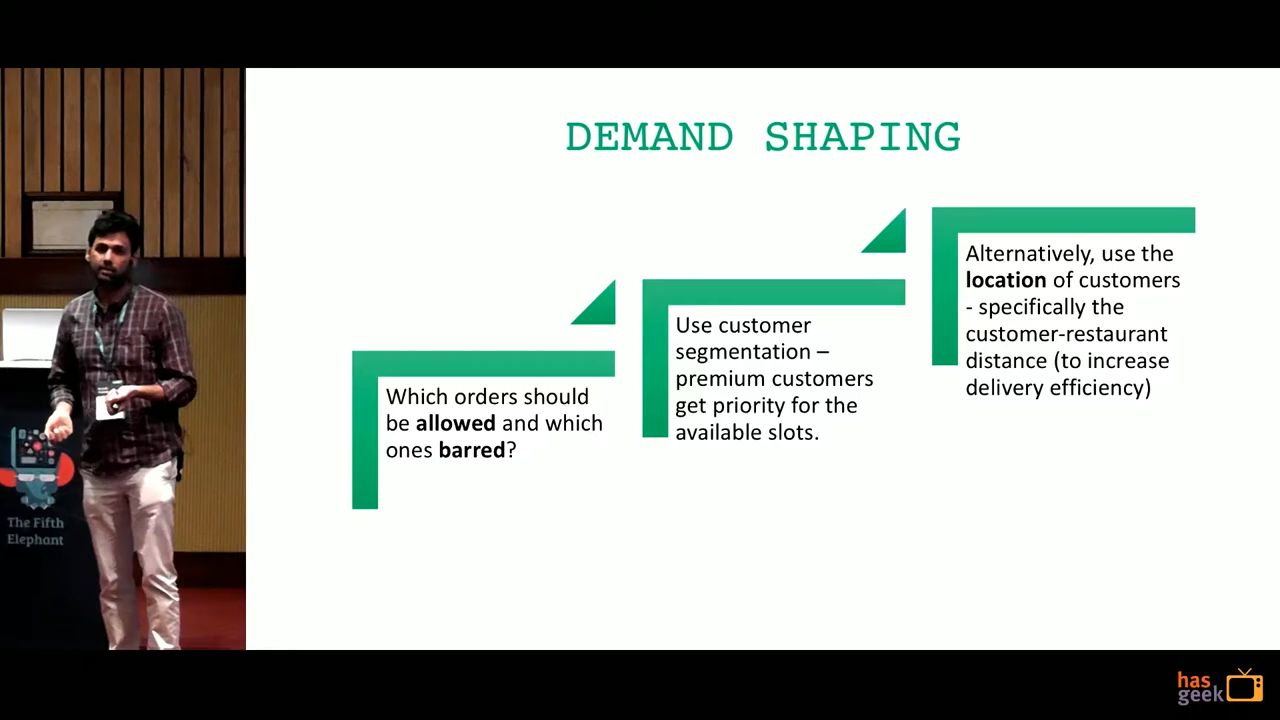 DEMAND SHAPING
Which orders should
be allowed and which
ones barred?
Use customer
segmentation –
premium customers
get priority for the
available slots.
Alternatively, use the
location of customers
- specifically the
customer-restaurant
distance (to increase
delivery efficiency)
The Fifth
Elephant
has
geek